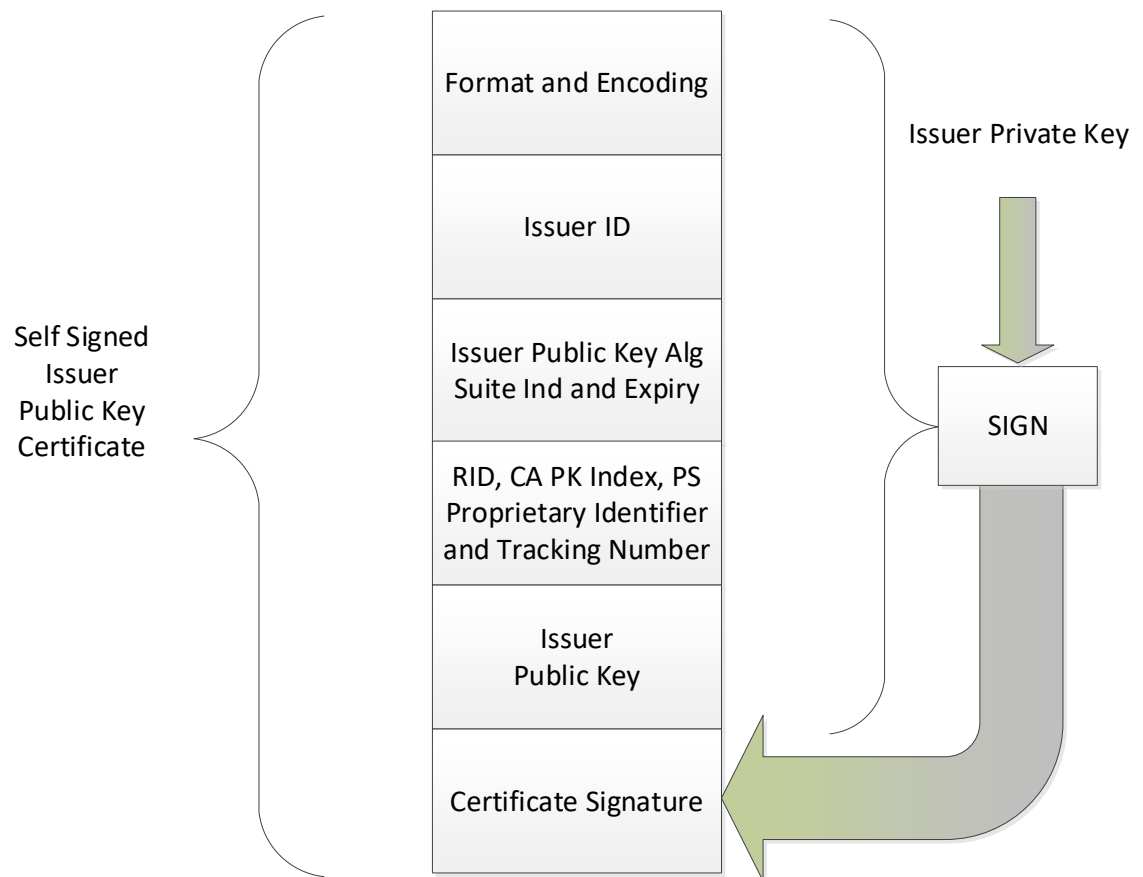 Format and Encoding
Issuer Private Key
Issuer ID
Self Signed
Issuer
Public Key
Certificate
Issuer Public Key Alg
Suite Ind and Expiry
SIGN
RID, CA PK Index, PS
Proprietary Identifier
and Tracking Number
Issuer
Public Key
Certificate Signature